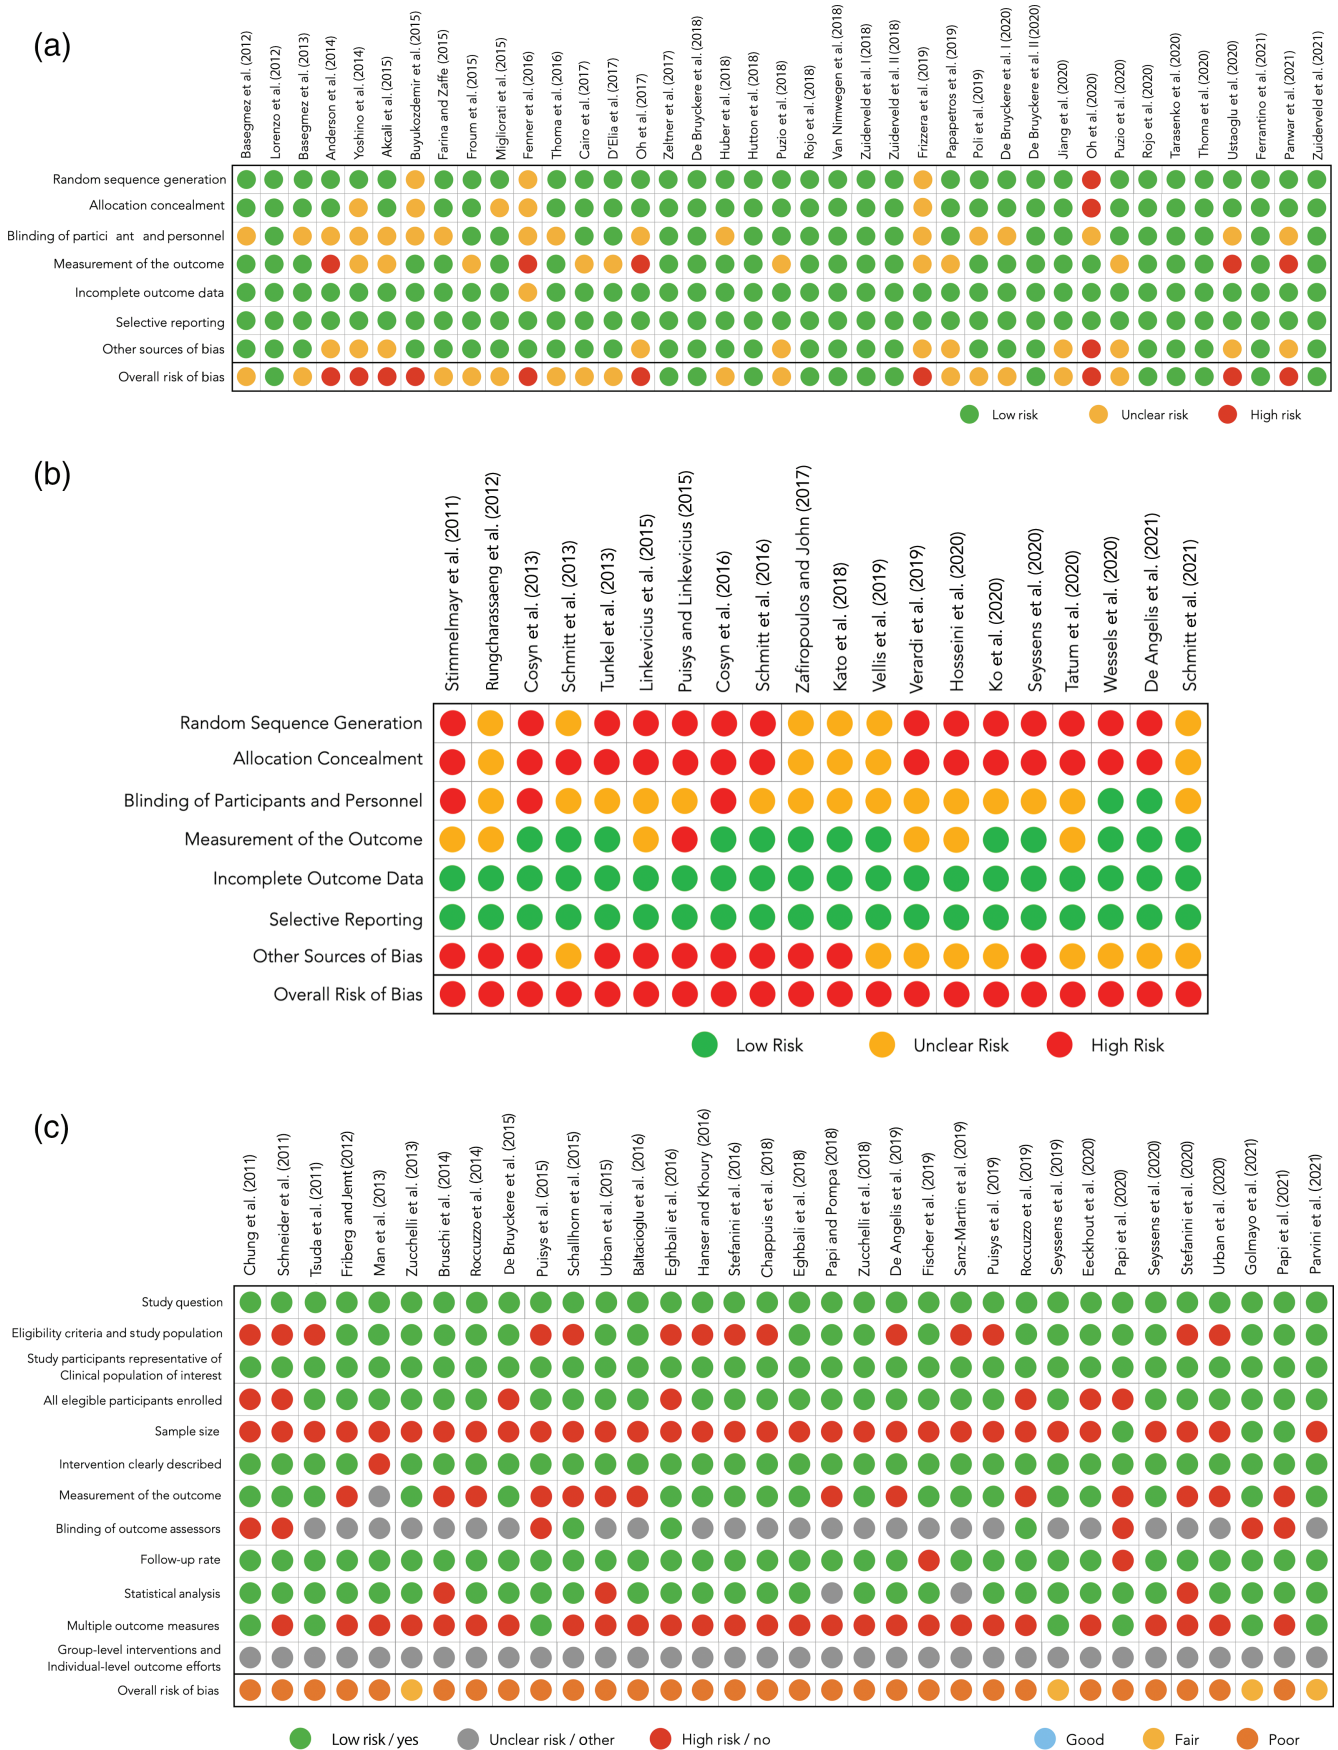 (a)
Basegmez et al. (2012)
Lorenzo et al. (2012)
Basegmez et al. (2013)
Anderson et al. (2014)
Yoshino et al. (2014)
Akcali et al. (2015)
Buyukozdemir et al. (2015)
Farina and Zaffe (2015)
Froum et al. (2015)
Migliorati et al. (2015)
Fenner et al. (2016)
Thoma et al. (2016)
Cairo et al. (2017)
D'Elia et al. (2017)
Oh et al. (2017)
Zeltner et al. (2017)
De Bruyckere et al. (2018)
Huber et al. (2018)
Hutton et al. (2018)
Puzio et al. (2018)
Rojo et al. (2018)
Van Nimwegen et al. (2018)
Zuiderveld et al. I (2018)
Zuiderveld et al. II (2018)
Frizzera et al. (2019)
Papapetros et al. (2019)
Poli et al. (2019)
De Bruyckere et al. I (2020)
De Bruyckere et al. II (2020)
Jiang et al. (2020)
Oh et al. (2020)
Puzio et al. (2020)
Rojo et al. (2020)
Tarasenko et al. (2020)
Thoma et al. (2020)
Ustaoglu et al. (2020)
Ferrantino et al. (2021)
Panwar et al. (2021)
Zuiderveld et al. (2021)
Random sequence generation
Allocation concealment
Blinding of partici ant and personnel
Measurement of the outcome
Incomplete outcome data
Selective reporting
Other sources of bias
Overall risk of bias
Low risk Unclear risk High risk
(b)
Stimmelmayr et al. (2011)
Rungcharassaeng et al. (2012)
Cosyn et al. (2013)
Schmitt et al. (2013)
Tunkel et al. (2013)
Linkevicius et al. (2015)
Puisys and Linkevicius (2015)
Cosyn et al. (2016)
Schmitt et al. (2016)
Zafiropoulos and John (2017)
Kato et al. (2018)
Vellis et al. (2019)
Verardi et al. (2019)
Hosseini et al. (2020)
Ko et al. (2020)
Seyssens et al. (2020)
Tatum et al. (2020)
Wessels et al. (2020)
De Angelis et al. (2021)
Schmitt et al. (2021)
Random Sequence Generation
Allocation Concealment
Blinding of Participants and Personnel
Measurement of the Outcome
Incomplete Outcome Data
Selective Reporting
Other Sources of Bias
Overall Risk of Bias
Low Risk Unclear Risk High Risk
(c)
Chung et al. (2011)
Schneider et al. (2011)
Tsuda et al. (2011)
Friberg and Jemt(2012)
Man et al. (2013)
Zucchelli et al. (2013)
Bruschi et al. (2014)
Roccuzzo et al. (2014)
De Bruyckere et al. (2015)
Puisys et al. (2015)
Schallhorn et al. (2015)
Urban et al. (2015)
Baltacioglu et al. (2016)
Eghbali et al. (2016)
Hanser and Khoury (2016)
Stefanini et al. (2016)
Chappuis et al. (2018)
Eghbali et al. (2018)
Papi and Pompa (2018)
Zucchelli et al. (2018)
De Angelis et al. (2019)
Fischer et al. (2019)
Sanz-Martin et al. (2019)
Puisys et al. (2019)
Roccuzzo et al. (2019)
Seyssens et al. (2019)
Eeckhout et al. (2020)
Papi et al. (2020)
Seyssens et al. (2020)
Stefanini et al. (2020)
Urban et al. (2020)
Golmayo et al. (2021)
Papi et al. (2021)
Parvini et al. (2021)
Study question
Eligibility criteria and study population
Study participants representative of
Clinical population of interest
All elegible participants enrolled
Sample size
Intervention clearly described
Measurement of the outcome
Blinding of outcome assessors
Follow-up rate
Statistical analysis
Multiple outcome measures
Group-level interventions and
Individual-level outcome efforts
Overall risk of bias
Low risk / yes Unclear risk / other High risk / no Good Fair Poor